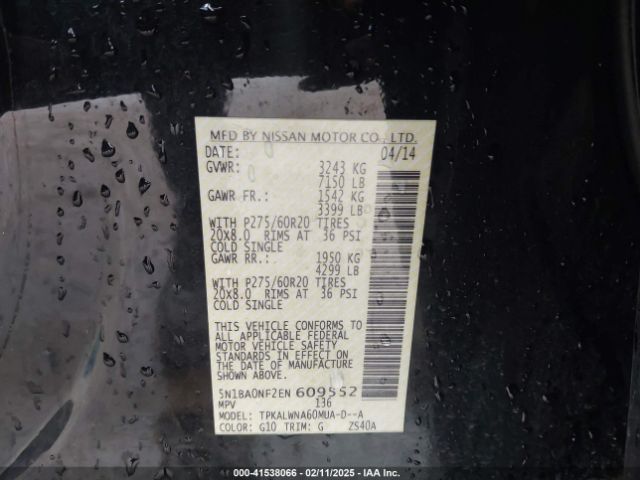 MFD BY NISSAN MOTOR CO., LTD.
DATE: 04/14
GVWR: 3243 KG
7150 LB
GAWR FR.: 1542 KG
3399 LB
WITH P275/60R20 TIRES
20X8.0 RIMS AT 36 PSI
COLD SINGLE
GAWR RR.: 1950 KG
4299 LB
WITH P275/60R20 TIRES
20X8.0 RIMS AT 36 PSI
COLD SINGLE
THIS VEHICLE CONFORMS TO
ALL APPLICABLE FEDERAL
MOTOR VEHICLE SAFETY
STANDARDS IN EFFECT ON
THE DATE OF MANUFACTURE
SHOWN ABOVE.
5N1BA0NF2EN 609552
MPV 136
MODEL: TPKALWNA60MUA-D--A
COLOR: G10 TRIM: G ZS40A
000-41538066 — 02/11/2025 — IAAI.COM